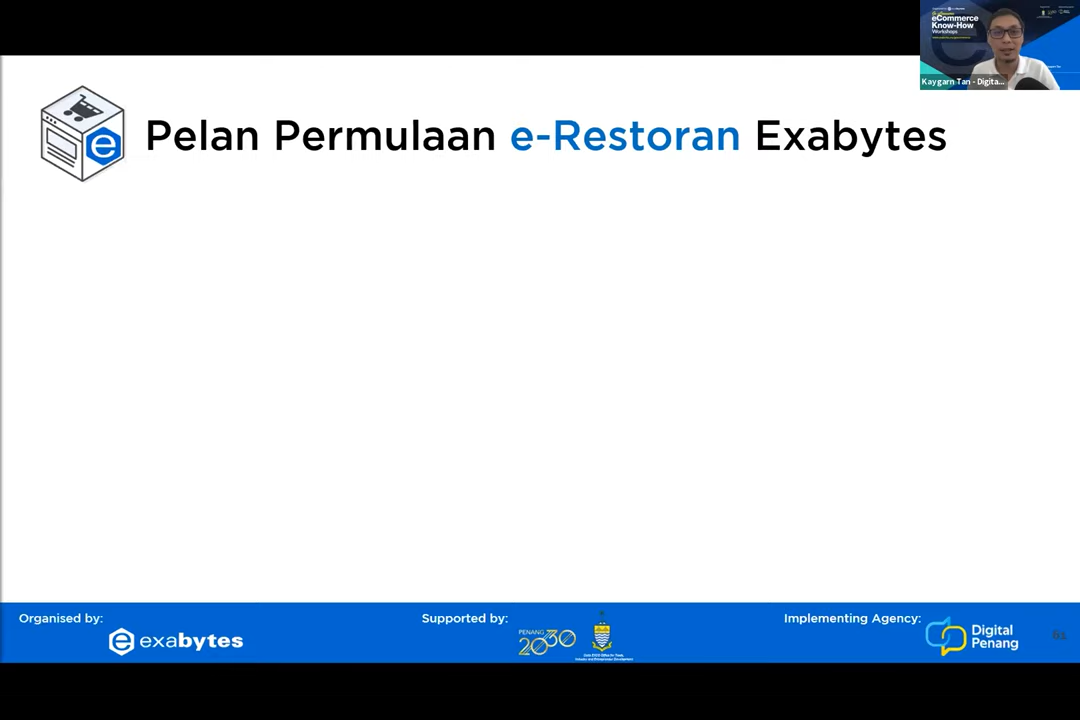 eCommerce
Know-How
Workshops
Kaygarn Tan - Digita...
e
Pelan Permulaan e-Restoran Exabytes
Organised by:
exabytes
Supported by:
PENANG
2030
Implementing Agency:
Digital
Penang